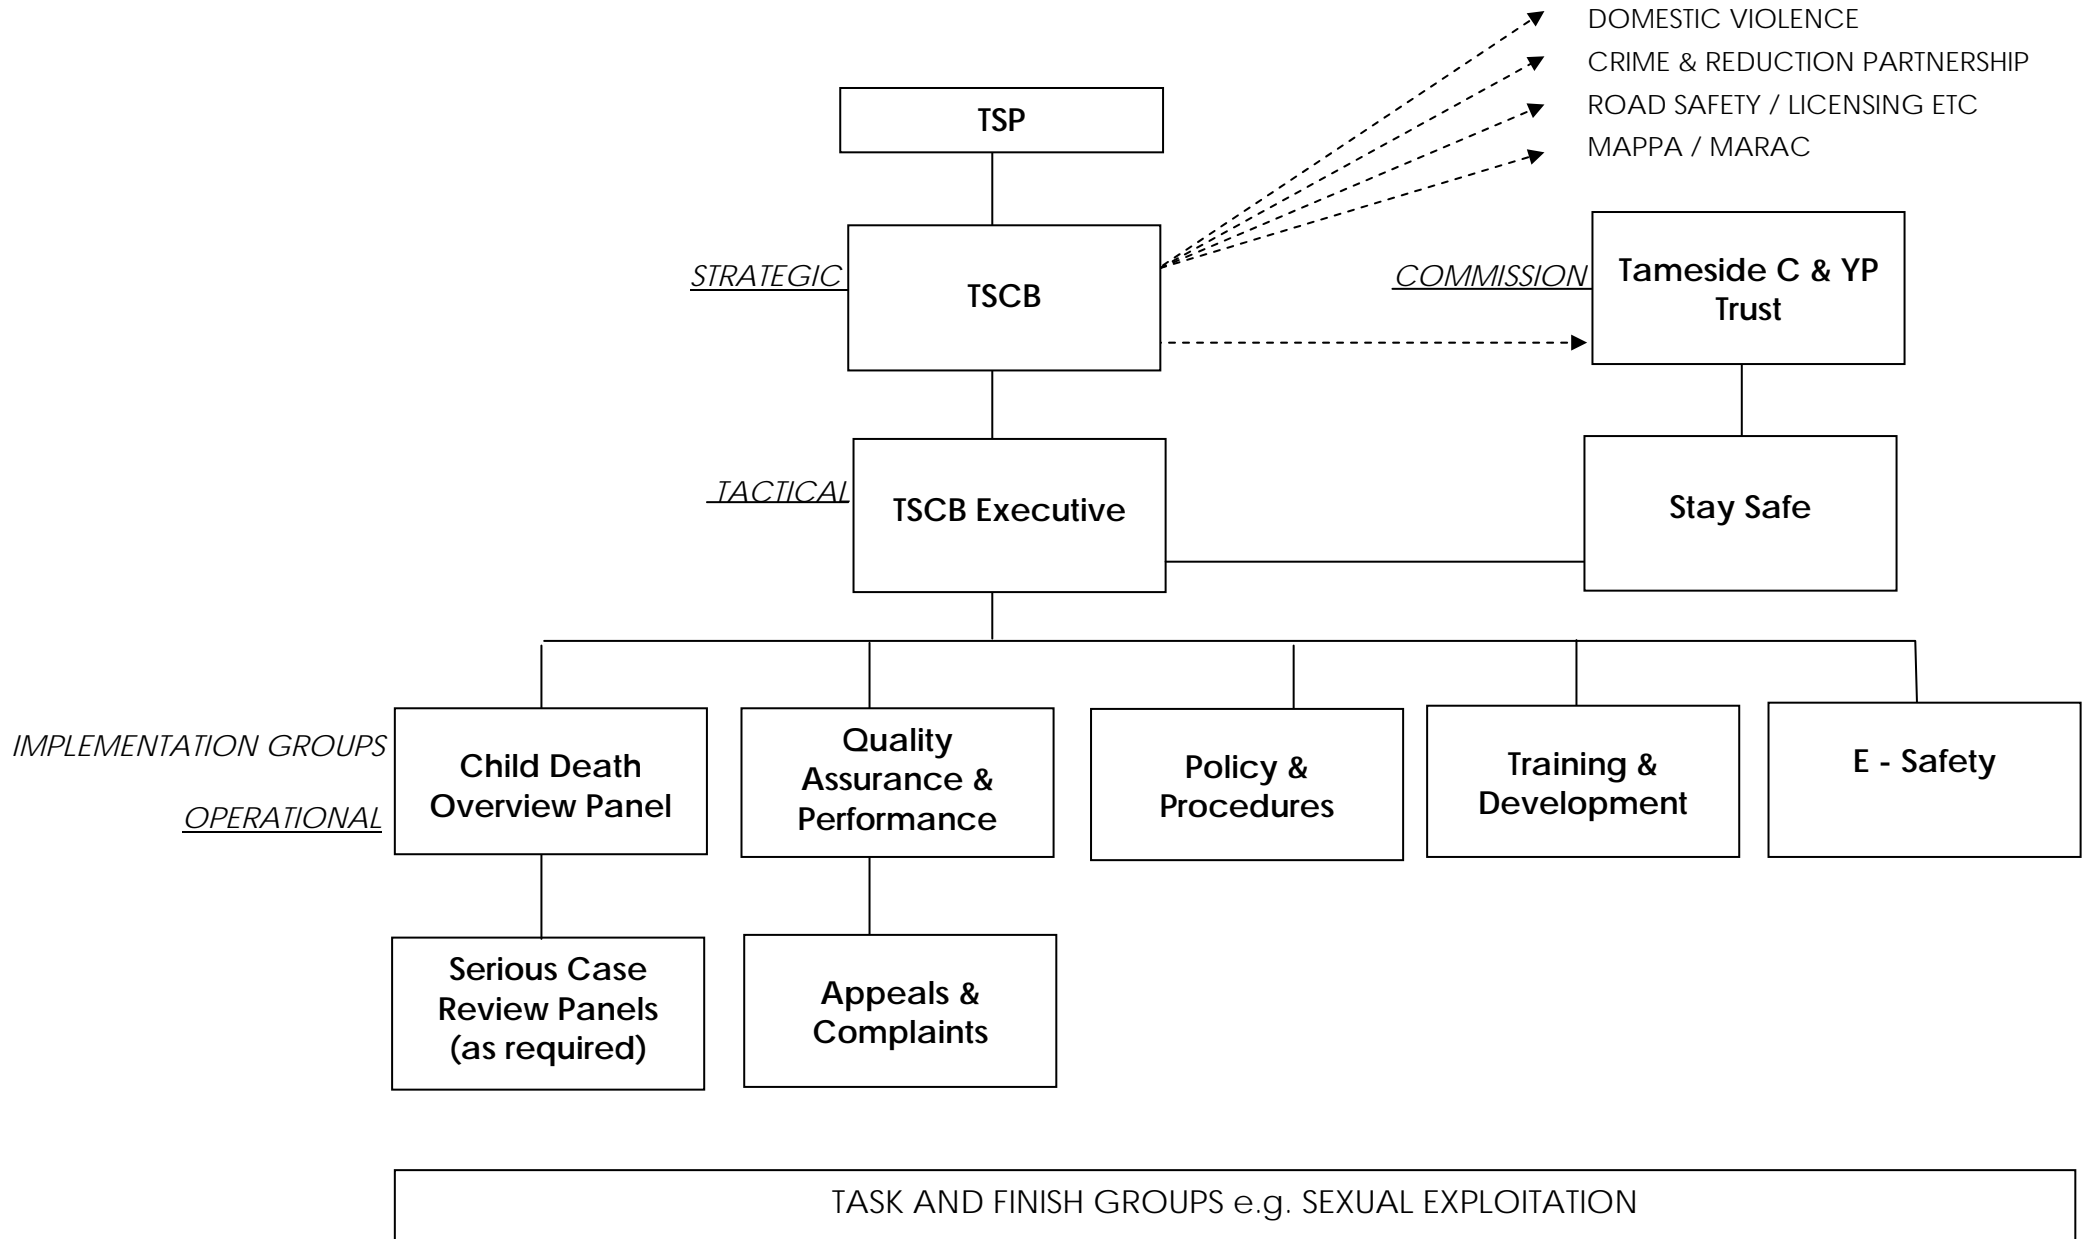 DOMESTIC VIOLENCE
CRIME & REDUCTION PARTNERSHIP
ROAD SAFETY / LICENSING ETC
MAPPA / MARAC
TSP
STRATEGIC
TSCB
COMMISSION
Tameside C & YP
Trust
TACTICAL
TSCB Executive
Stay Safe
IMPLEMENTATION GROUPS
OPERATIONAL
Child Death
Overview Panel
Quality
Assurance &
Performance
Policy &
Procedures
Training &
Development
E - Safety
Serious Case
Review Panels
(as required)
Appeals &
Complaints
TASK AND FINISH GROUPS e.g. SEXUAL EXPLOITATION